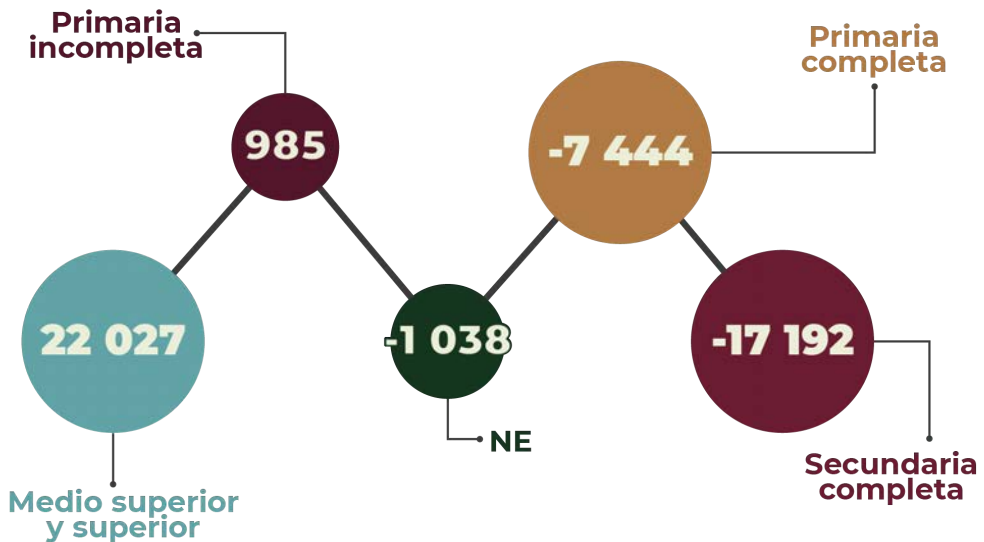 Primaria
incompleta
985
Primaria
completa
-7 444
22 027
-1 038
-17 192
NE
Medio superior
y superior
Secundaria
completa